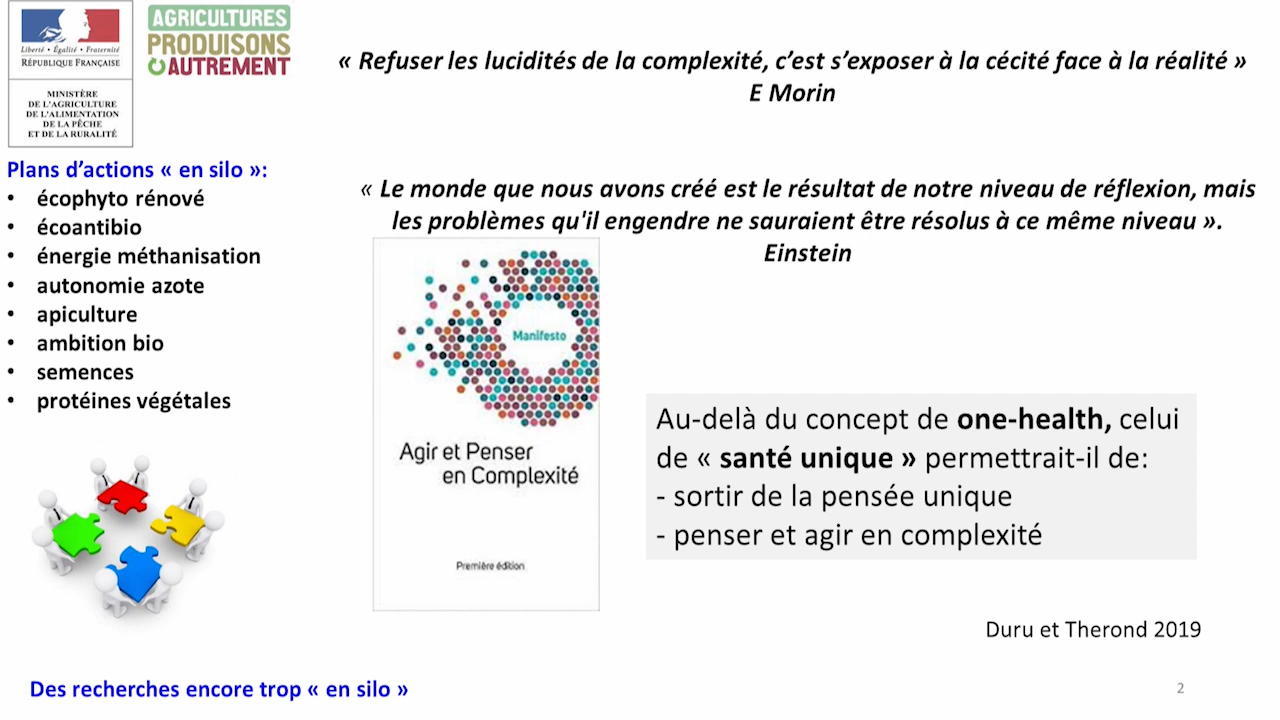 Liberté • Égalité • Fraternité
RÉPUBLIQUE FRANÇAISE
MINISTÈRE
DE L'AGRICULTURE
DE L'ALIMENTATION
DE LA PÊCHE
ET DE LA RURALITÉ
AGRICULTURES
PRODUISONS
AUTREMENT
« Refuser les lucidités de la complexité, c’est s’exposer à la cécité face à la réalité »
E Morin
Plans d’actions « en silo »:
• écophyto rénové
• écoantibio
• énergie méthanisation
• autonomie azote
• apiculture
• ambition bio
• semences
• protéines végétales
« Le monde que nous avons créé est le résultat de notre niveau de réflexion, mais
les problèmes qu'il engendre ne sauraient être résolus à ce même niveau ».
Einstein
Manifesto
Agir et Penser
en Complexité
Première édition
Au-delà du concept de one-health, celui
de « santé unique » permettrait-il de:
- sortir de la pensée unique
- penser et agir en complexité
Duru et Therond 2019
Des recherches encore trop « en silo »
2